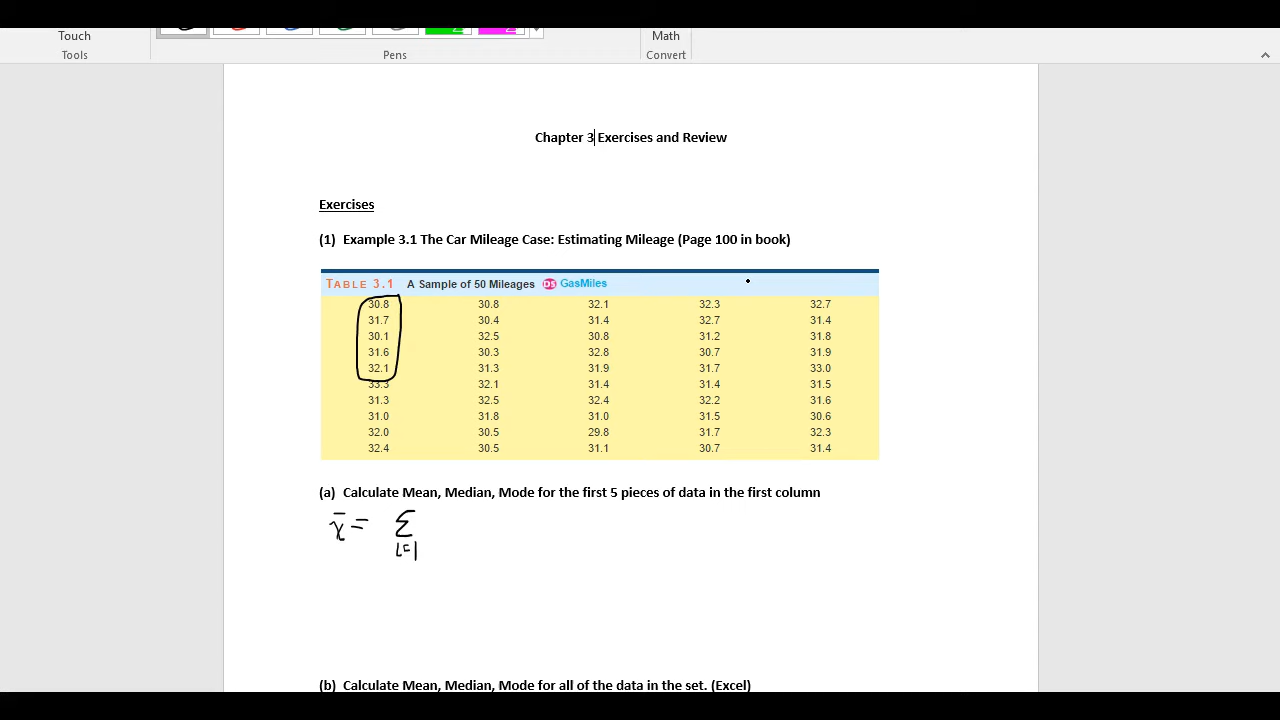 Touch
Math
Tools
Pens
Convert
Chapter 3 Exercises and Review
Exercises
(1) Example 3.1 The Car Mileage Case: Estimating Mileage (Page 100 in book)
TABLE 3.1 A Sample of 50 Mileages DS GasMiles
30.8 30.8 32.1 32.3 32.7
31.7 30.4 31.4 32.7 31.4
30.1 32.5 30.8 31.2 31.8
31.6 30.3 32.8 30.7 31.9
32.1 31.3 31.9 31.7 33.0
33.3 32.1 31.4 31.4 31.5
31.3 32.5 32.4 32.2 31.6
31.0 31.8 31.0 31.5 30.6
32.0 30.5 29.8 31.7 32.3
32.4 30.5 31.1 30.7 31.4
(a) Calculate Mean, Median, Mode for the first 5 pieces of data in the first column
x̄ = Σ
i=1
(b) Calculate Mean, Median, Mode for all of the data in the set. (Excel)